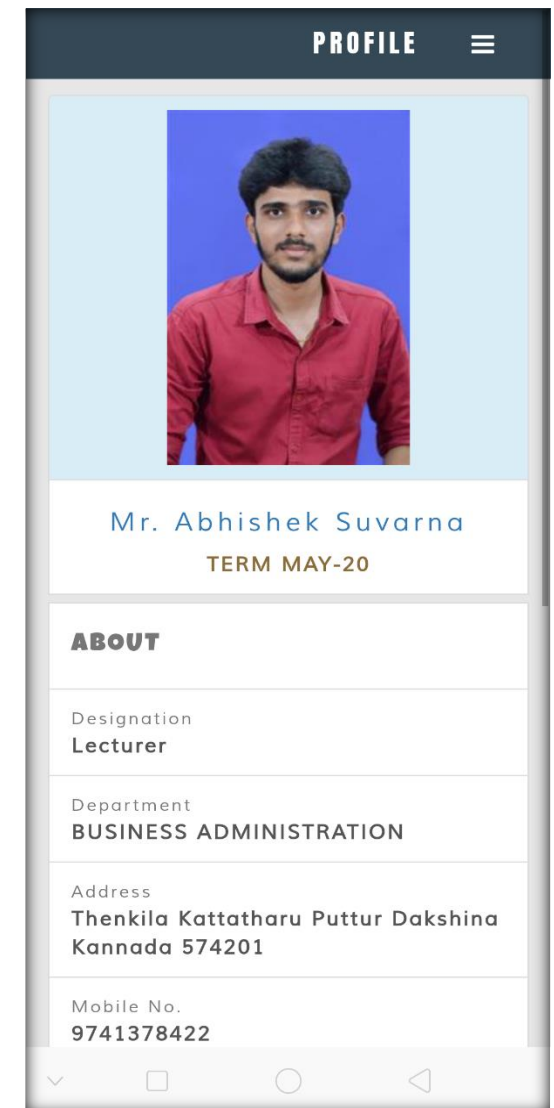 PROFILE
Mr. Abhishek Suvarna
TERM MAY-20
ABOUT
Designation
Lecturer
Department
BUSINESS ADMINISTRATION
Address
Thenkila Kattatharu Puttur Dakshina
Kannada 574201
Mobile No.
9741378422